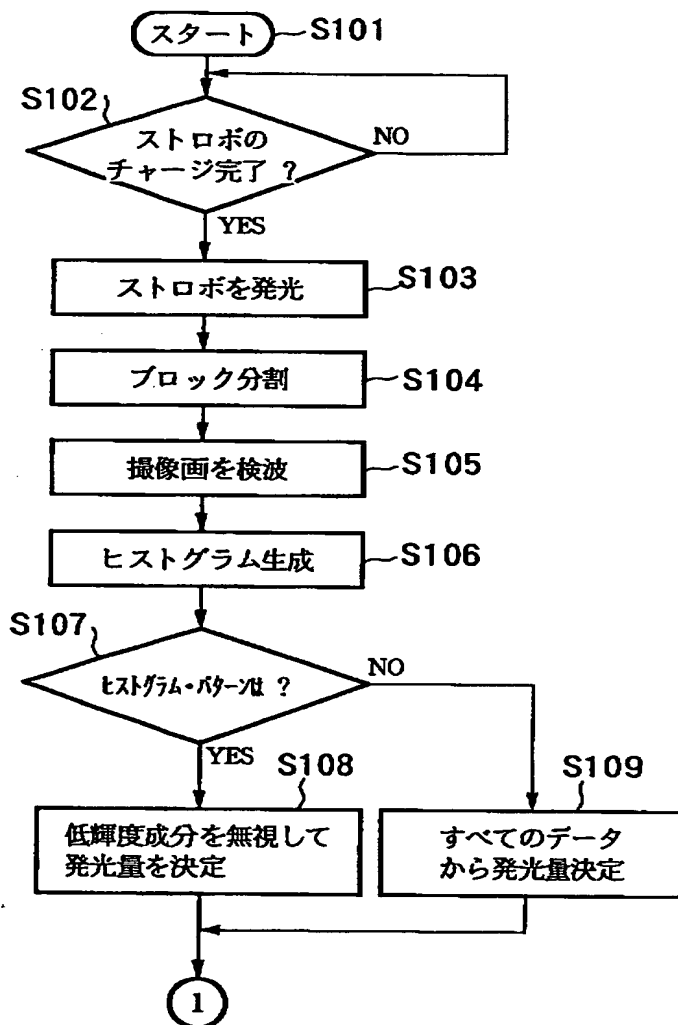 スタート
S101
S102
ストロボの
チャージ完了 ?
NO
YES
ストロボを発光
S103
ブロック分割
S104
撮像画を検波
S105
ヒストグラム生成
S106
S107
ヒストグラム・パターンは ?
NO
YES
S108
低輝度成分を無視して
発光量を決定
S109
すべてのデータ
から発光量決定
1